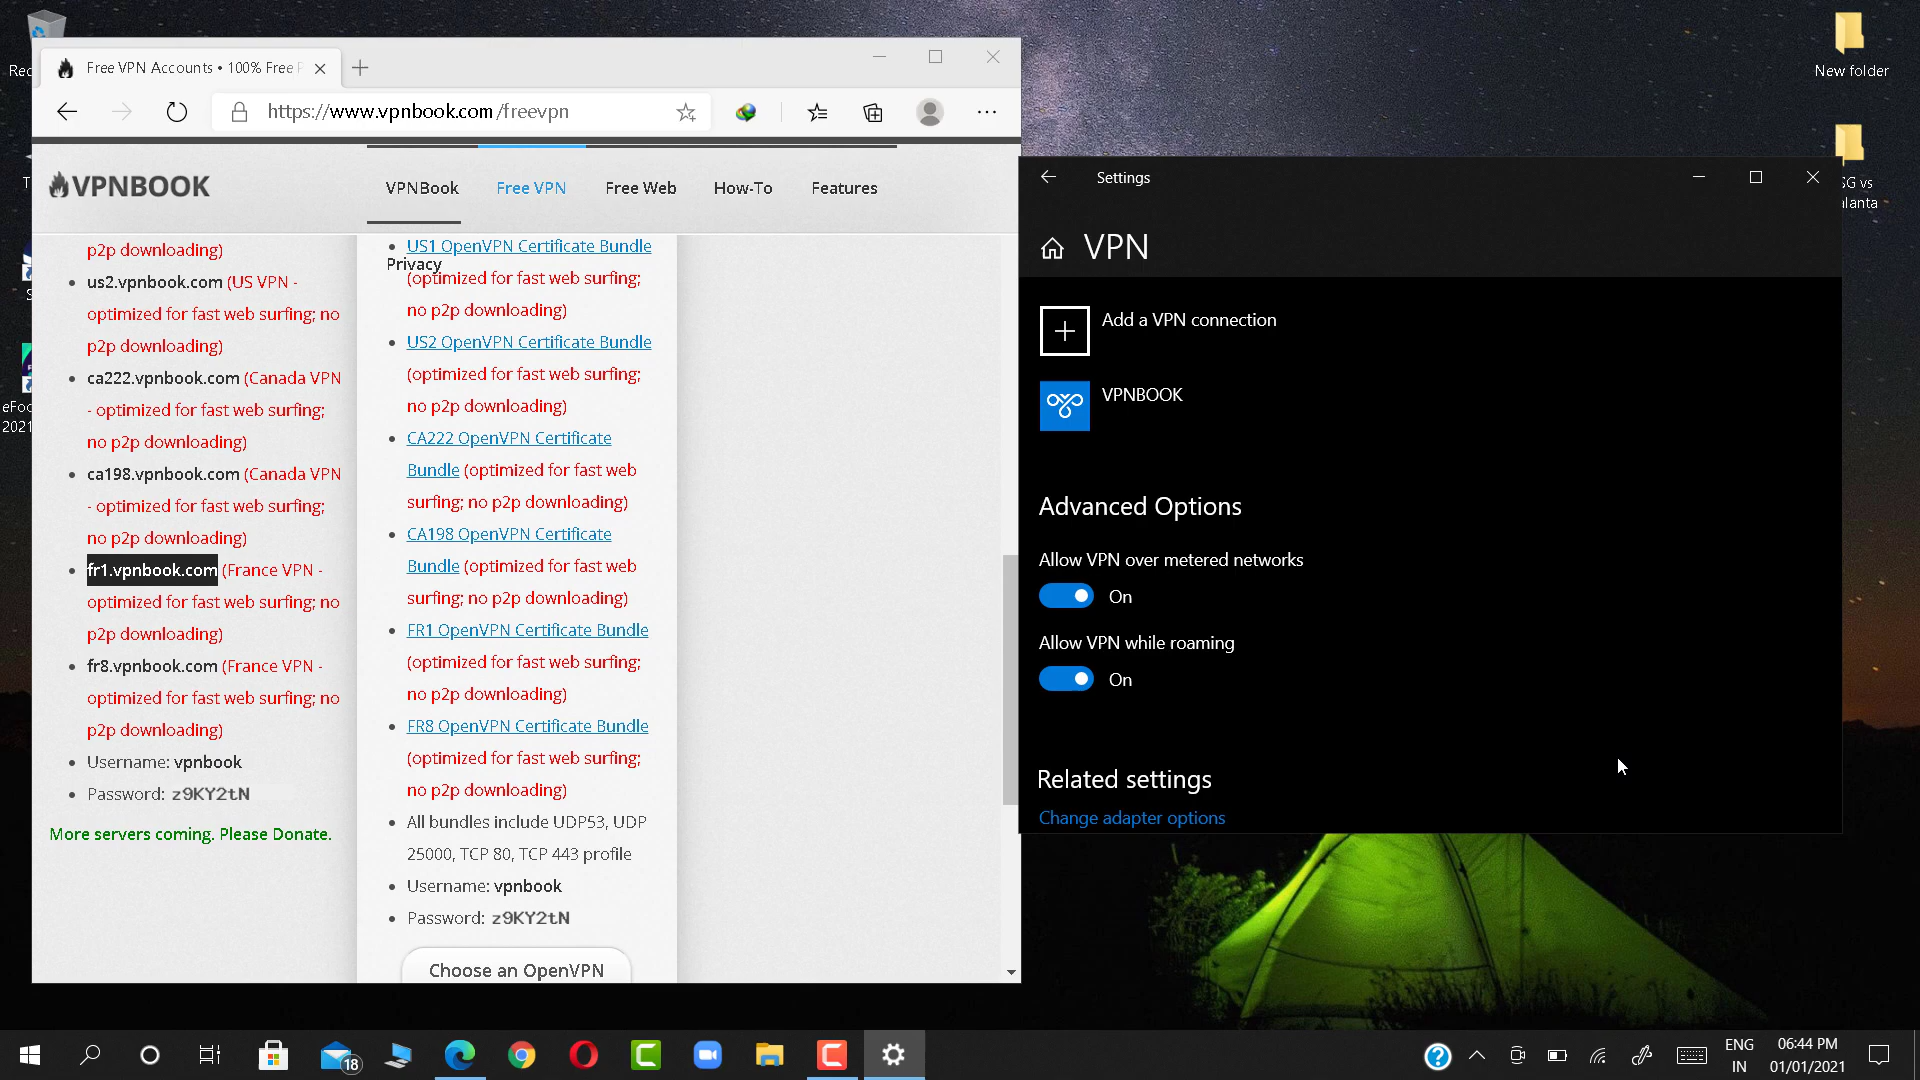 Free VPN Accounts • 100% Free
https://www.vpnbook.com/freevpn
VPNBOOK
VPNBook
Free VPN
Free Web
How-To
Features
Privacy
p2p downloading)
us2.vpnbook.com (US VPN -
optimized for fast web surfing; no
p2p downloading)
ca222.vpnbook.com (Canada VPN
- optimized for fast web surfing;
no p2p downloading)
ca198.vpnbook.com (Canada VPN
- optimized for fast web surfing;
no p2p downloading)
fr1.vpnbook.com (France VPN -
optimized for fast web surfing; no
p2p downloading)
fr8.vpnbook.com (France VPN -
optimized for fast web surfing; no
p2p downloading)
Username: vpnbook
Password: z9KY2tN
More servers coming. Please Donate.
US1 OpenVPN Certificate Bundle
(optimized for fast web surfing;
no p2p downloading)
US2 OpenVPN Certificate Bundle
(optimized for fast web surfing;
no p2p downloading)
CA222 OpenVPN Certificate
Bundle (optimized for fast web
surfing; no p2p downloading)
CA198 OpenVPN Certificate
Bundle (optimized for fast web
surfing; no p2p downloading)
FR1 OpenVPN Certificate Bundle
(optimized for fast web surfing;
no p2p downloading)
FR8 OpenVPN Certificate Bundle
(optimized for fast web surfing;
no p2p downloading)
All bundles include UDP53, UDP
25000, TCP 80, TCP 443 profile
Username: vpnbook
Password: z9KY2tN
Choose an OpenVPN
Settings
VPN
Add a VPN connection
VPNBOOK
Advanced Options
Allow VPN over metered networks
On
Allow VPN while roaming
On
Related settings
Change adapter options
New folder
vs
2021
18
ENG
IN
06:44 PM
01/01/2021